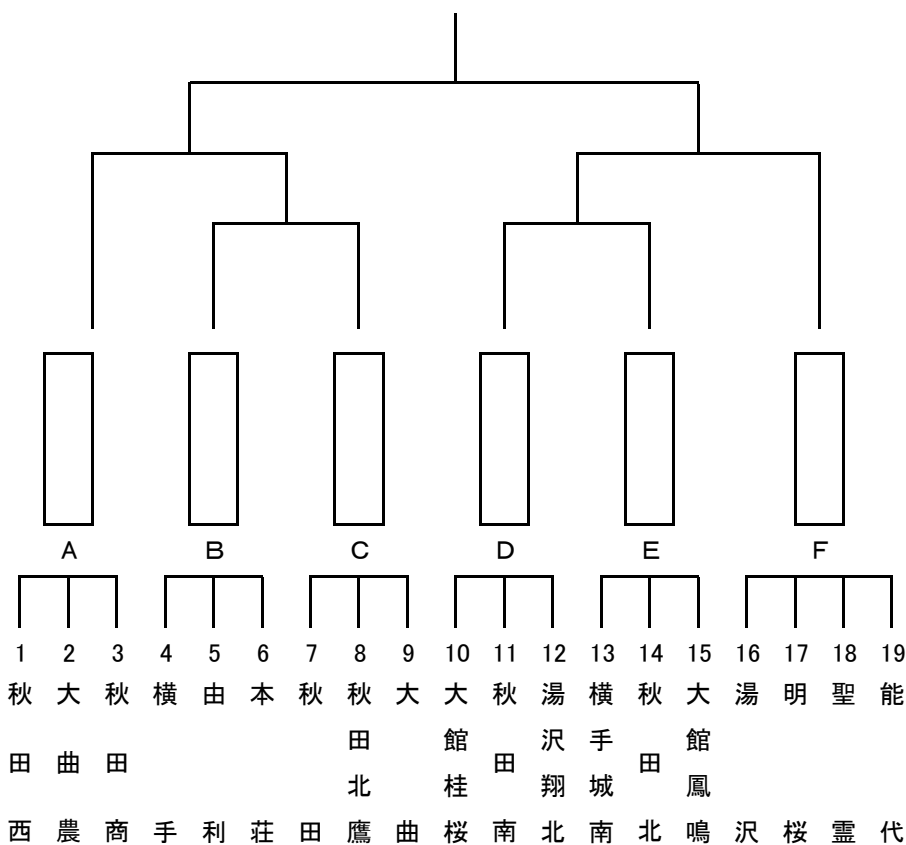 A B C D E F
1 2 3 4 5 6 7 8 9 10 11 12 13 14 15 16 17 18 19
秋田西
大曲農
秋田商
横手
由利
本荘
秋田
秋田北鷹
大曲
大館桂桜
秋田南
湯沢翔北
横手城南
秋田北
大館鳳鳴
湯沢
明桜
聖霊
能代